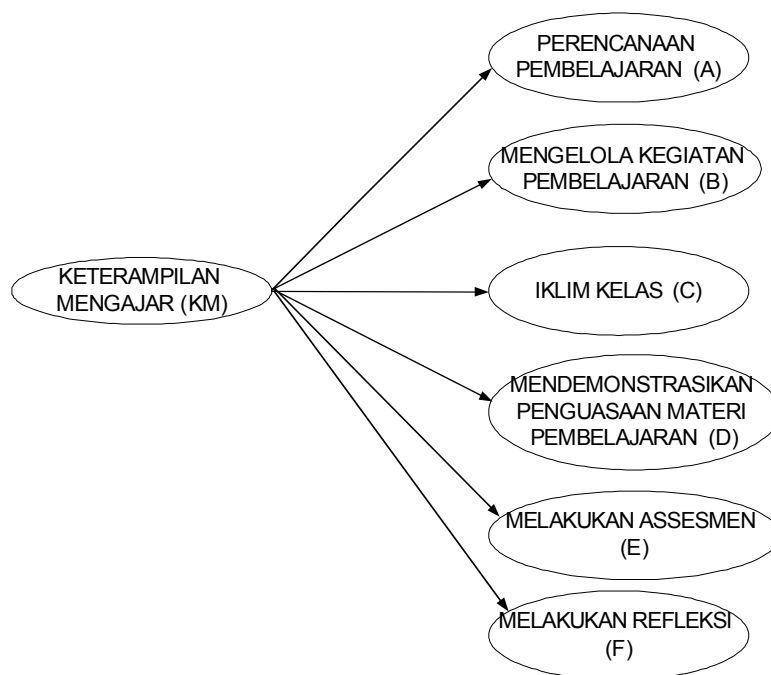 PERENCANAAN
PEMBELAJARAN (A)
MENGELOLA KEGIATAN
PEMBELAJARAN (B)
KETERAMPILAN
MENGAJAR (KM)
IKLIM KELAS (C)
MENDEMONSTRASIKAN
PENGUASAAN MATERI
PEMBELAJARAN (D)
MELAKUKAN ASSESMEN
(E)
MELAKUKAN REFLEKSI
(F)